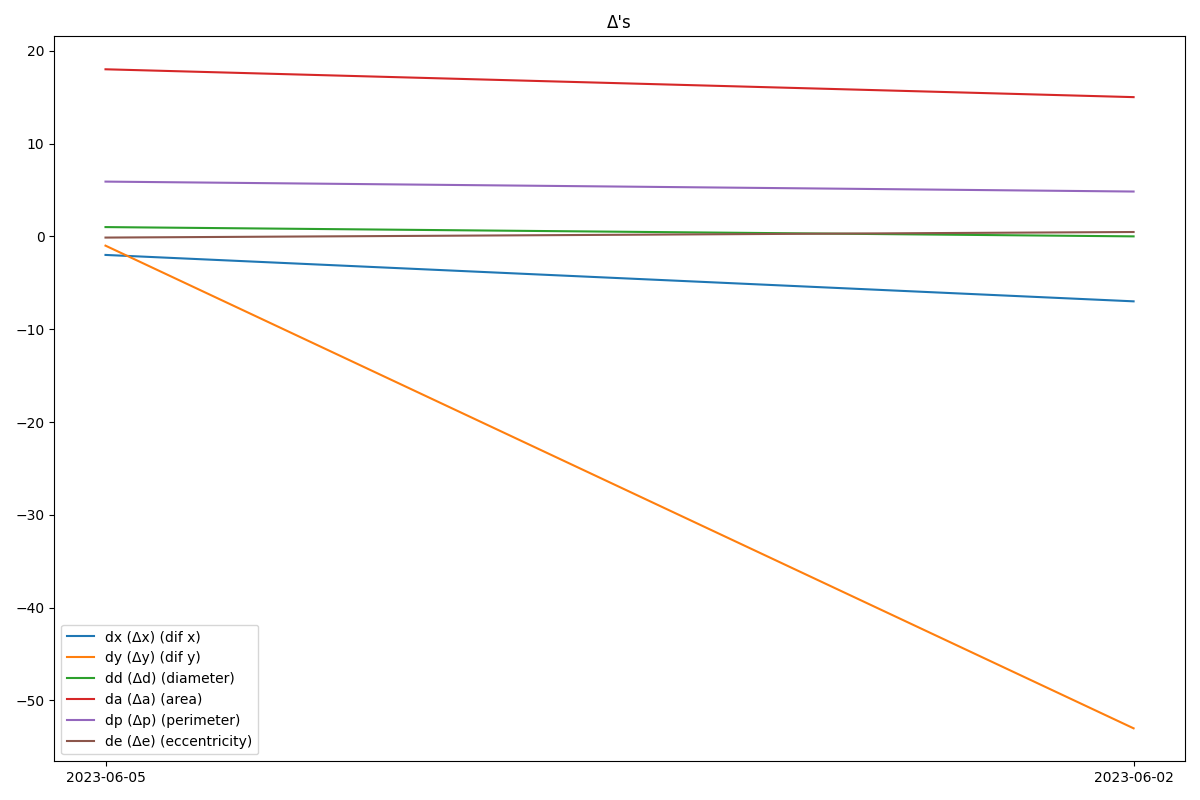 Δ's
20
10
0
−10
−20
−30
−40
−50
dx (Δx) (dif x)
dy (Δy) (dif y)
dd (Δd) (diameter)
da (Δa) (area)
dp (Δp) (perimeter)
de (Δe) (eccentricity)
2023-06-05
2023-06-02